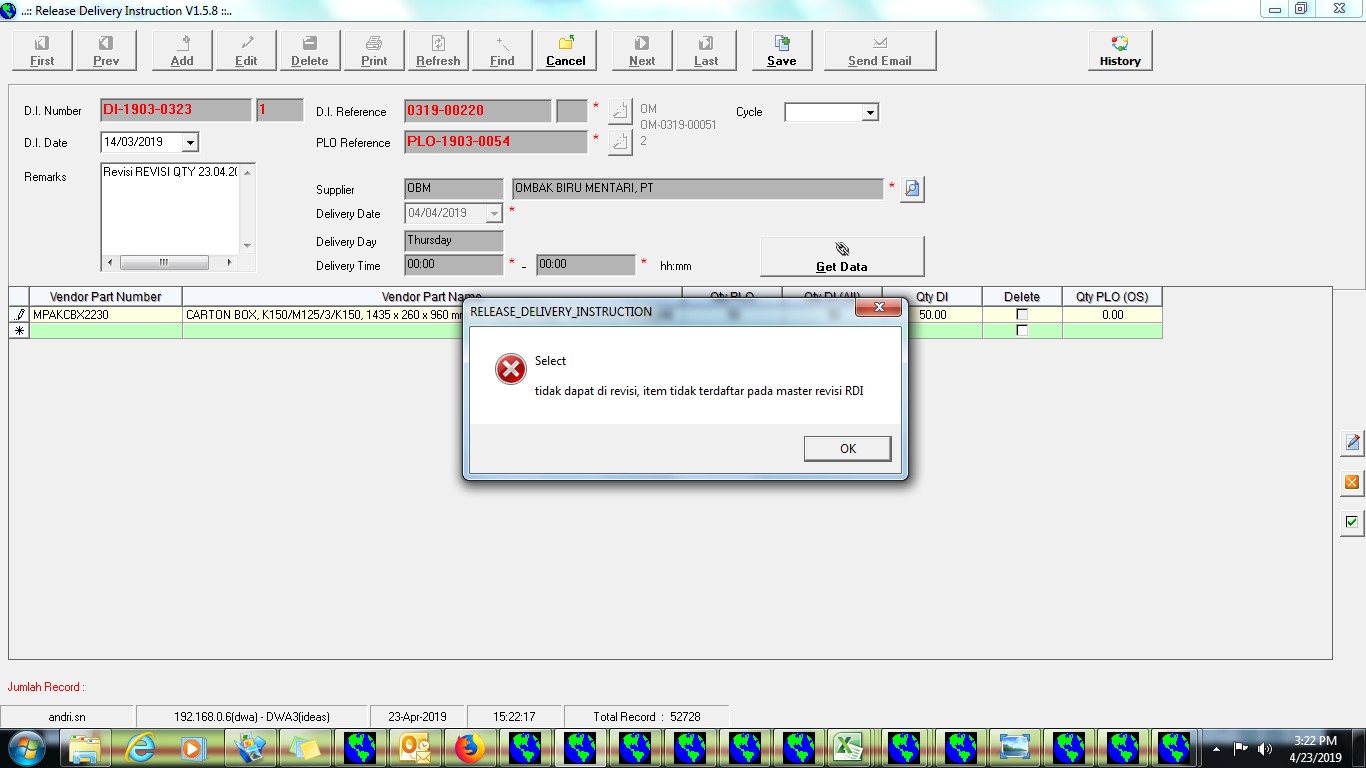 ..:: Release Delivery Instruction V1.5.8 ::..
First Prev Add Edit Delete Print Refresh Find Cancel Next Last Save Send Email History
D.I. Number DI-1903-0323 1 D.I. Reference 0319-00220 * OM Cycle
OM-0319-00051
D.I. Date 14/03/2019 PLO Reference PLO-1903-0054 * 2
Remarks Revisi REVISI QTY 23.04.20
Supplier OBM OMBAK BIRU MENTARI, PT *
Delivery Date 04/04/2019 *
Delivery Day Thursday
Delivery Time 00:00 * - 00:00 * hh:mm Get Data
Vendor Part Number Vendor Part Name Qty PLO Qty DI (All) Qty DI Delete Qty PLO (OS)
MPAKCBX2230 CARTON BOX, K150/M125/3/K150, 1435 x 260 x 960 50.00 0.00
RELEASE_DELIVERY_INSTRUCTION
Select
tidak dapat di revisi, item tidak terdaftar pada master revisi RDI
OK
Jumlah Record :
andri.sn 192.168.0.6(dwa) - DWA3(ideas) 23-Apr-2019 15:22:17 Total Record : 52728
3:22 PM
4/23/2019